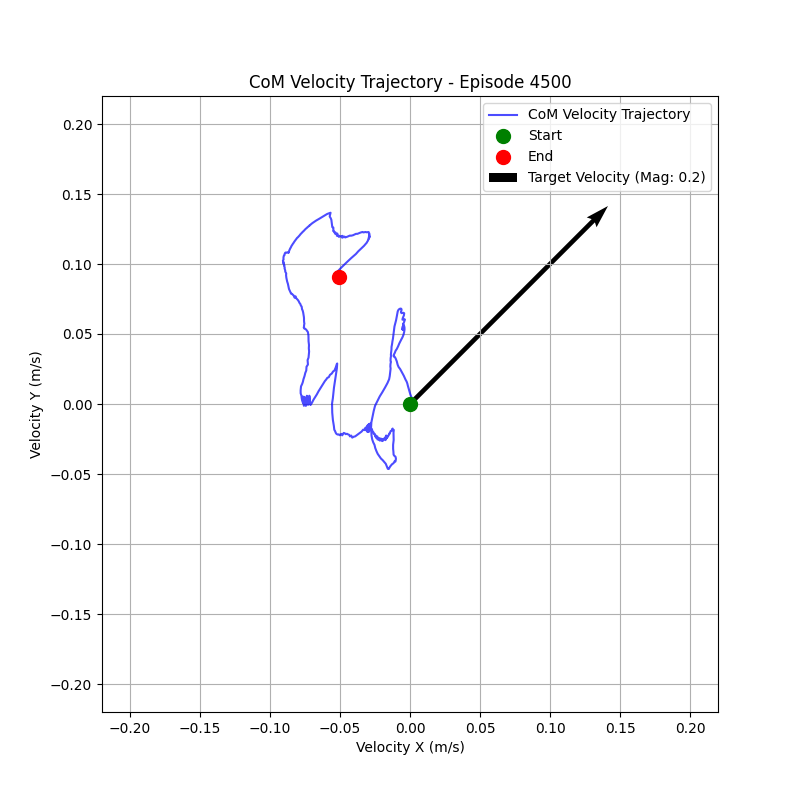 CoM Velocity Trajectory - Episode 4500
CoM Velocity Trajectory
Start
End
Target Velocity (Mag: 0.2)
0.20
0.15
0.10
0.05
0.00
−0.05
−0.10
−0.15
−0.20
Velocity Y (m/s)
−0.20 −0.15 −0.10 −0.05 0.00 0.05 0.10 0.15 0.20
Velocity X (m/s)